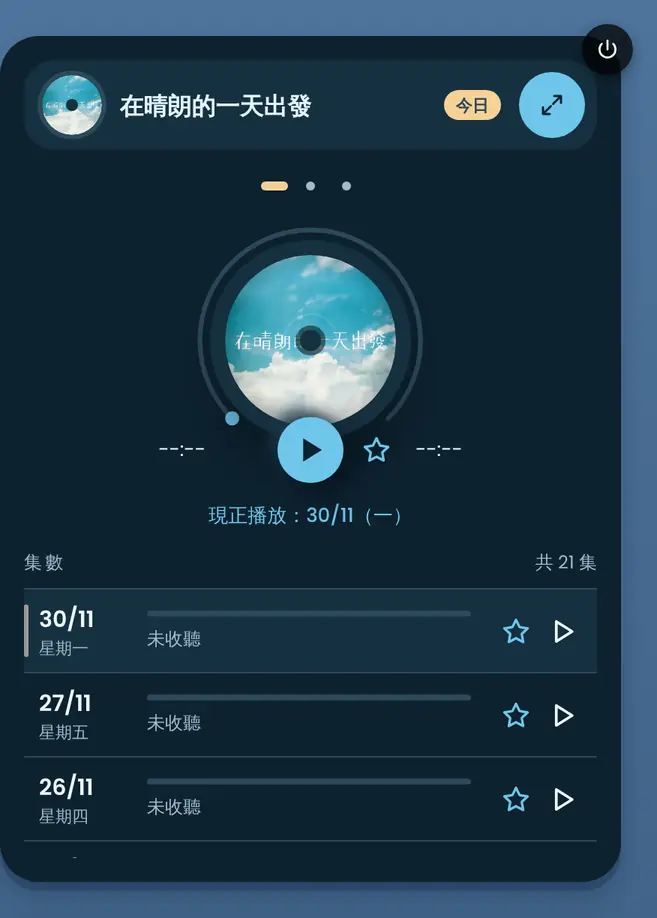 在晴朗的一天出發
今日
在晴朗 一天出發
--:--
--:--
現正播放：30/11（一）
集數
共 21 集
30/11
星期一
未收聽
27/11
星期五
未收聽
26/11
星期四
未收聽